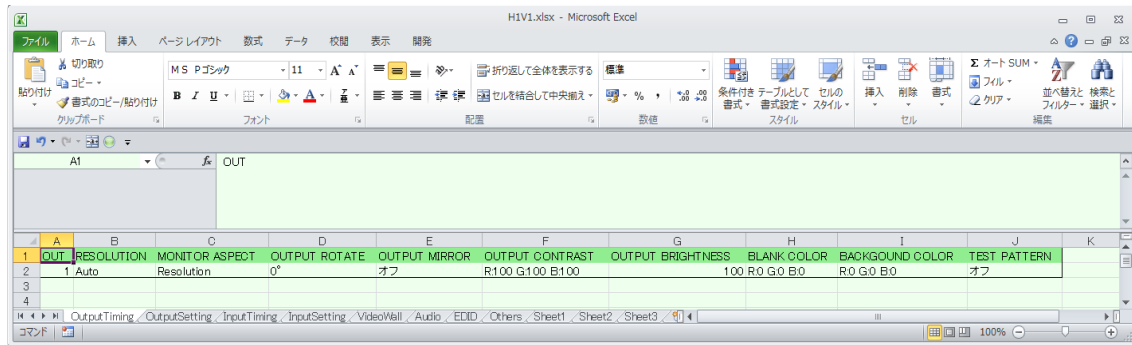 H1V1.xlsx - Microsoft Excel
ファイル ホーム 挿入 ページ レイアウト 数式 データ 校閲 表示 開発
貼り付け
切り取り
コピー
書式のコピー/貼り付け
クリップボード
MS Pゴシック 11
B I U
フォント
折り返して全体を表示する
セルを結合して中央揃え
配置
標準
数値
条件付き書式
テーブルとして書式設定
セルのスタイル
スタイル
挿入 削除 書式
セル
Σ オート SUM
フィル
クリア
並べ替えとフィルター
検索と選択
編集
A1 fx OUT
A B C D E F G H I J K
1 OUT RESOLUTION MONITOR ASPECT OUTPUT ROTATE OUTPUT MIRROR OUTPUT CONTRAST OUTPUT BRIGHTNESS BLANK COLOR BACKGOUND COLOR TEST PATTERN
2 1 Auto Resolution 0° オフ R:100 G:100 B:100 100 R:0 G:0 B:0 R:0 G:0 B:0 オフ
3
4
OutputTiming OutputSetting InputTiming InputSetting VideoWall Audio EDID Others Sheet1 Sheet2 Sheet3
コマンド 100%